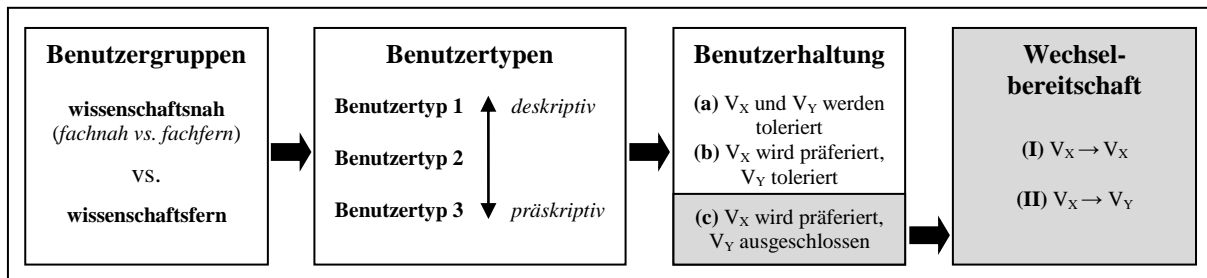 Benutzergruppen
wissenschaftsnah
(fachnah vs. fachfern)
vs.
wissenschaftsfern
Benutzertypen
Benutzertyp 1
deskriptiv
Benutzertyp 2
Benutzertyp 3
präskriptiv
Benutzerhaltung
(a) VX und VY werden
toleriert
(b) VX wird präferiert,
VY toleriert
(c) VX wird präferiert,
VY ausgeschlossen
Wechsel-
bereitschaft
(I) VX → VX
(II) VX → VY